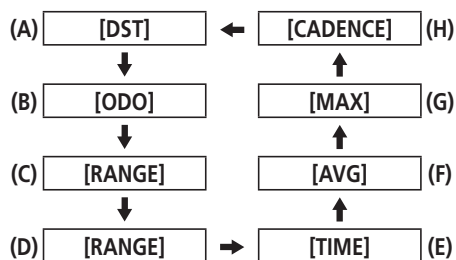 (A) [DST] [CADENCE] (H)
(B) [ODO] [MAX] (G)
(C) [RANGE] [AVG] (F)
(D) [RANGE] [TIME] (E)